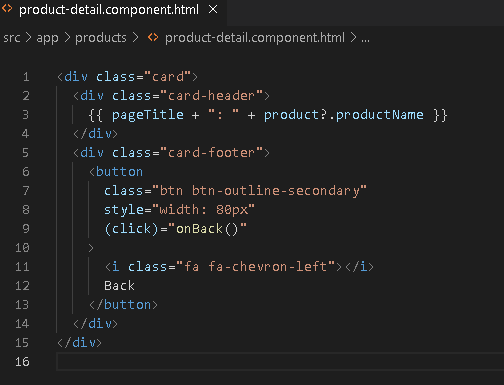 <> product-detail.component.html ×
src > app > products > <> product-detail.component.html > ...
1 <div class="card">
2 <div class="card-header">
3 {{ pageTitle + ": " + product?.productName }}
4 </div>
5 <div class="card-footer">
6 <button
7 class="btn btn-outline-secondary"
8 style="width: 80px"
9 (click)="onBack()"
10 >
11 <i class="fa fa-chevron-left"></i>
12 Back
13 </button>
14 </div>
15 </div>
16